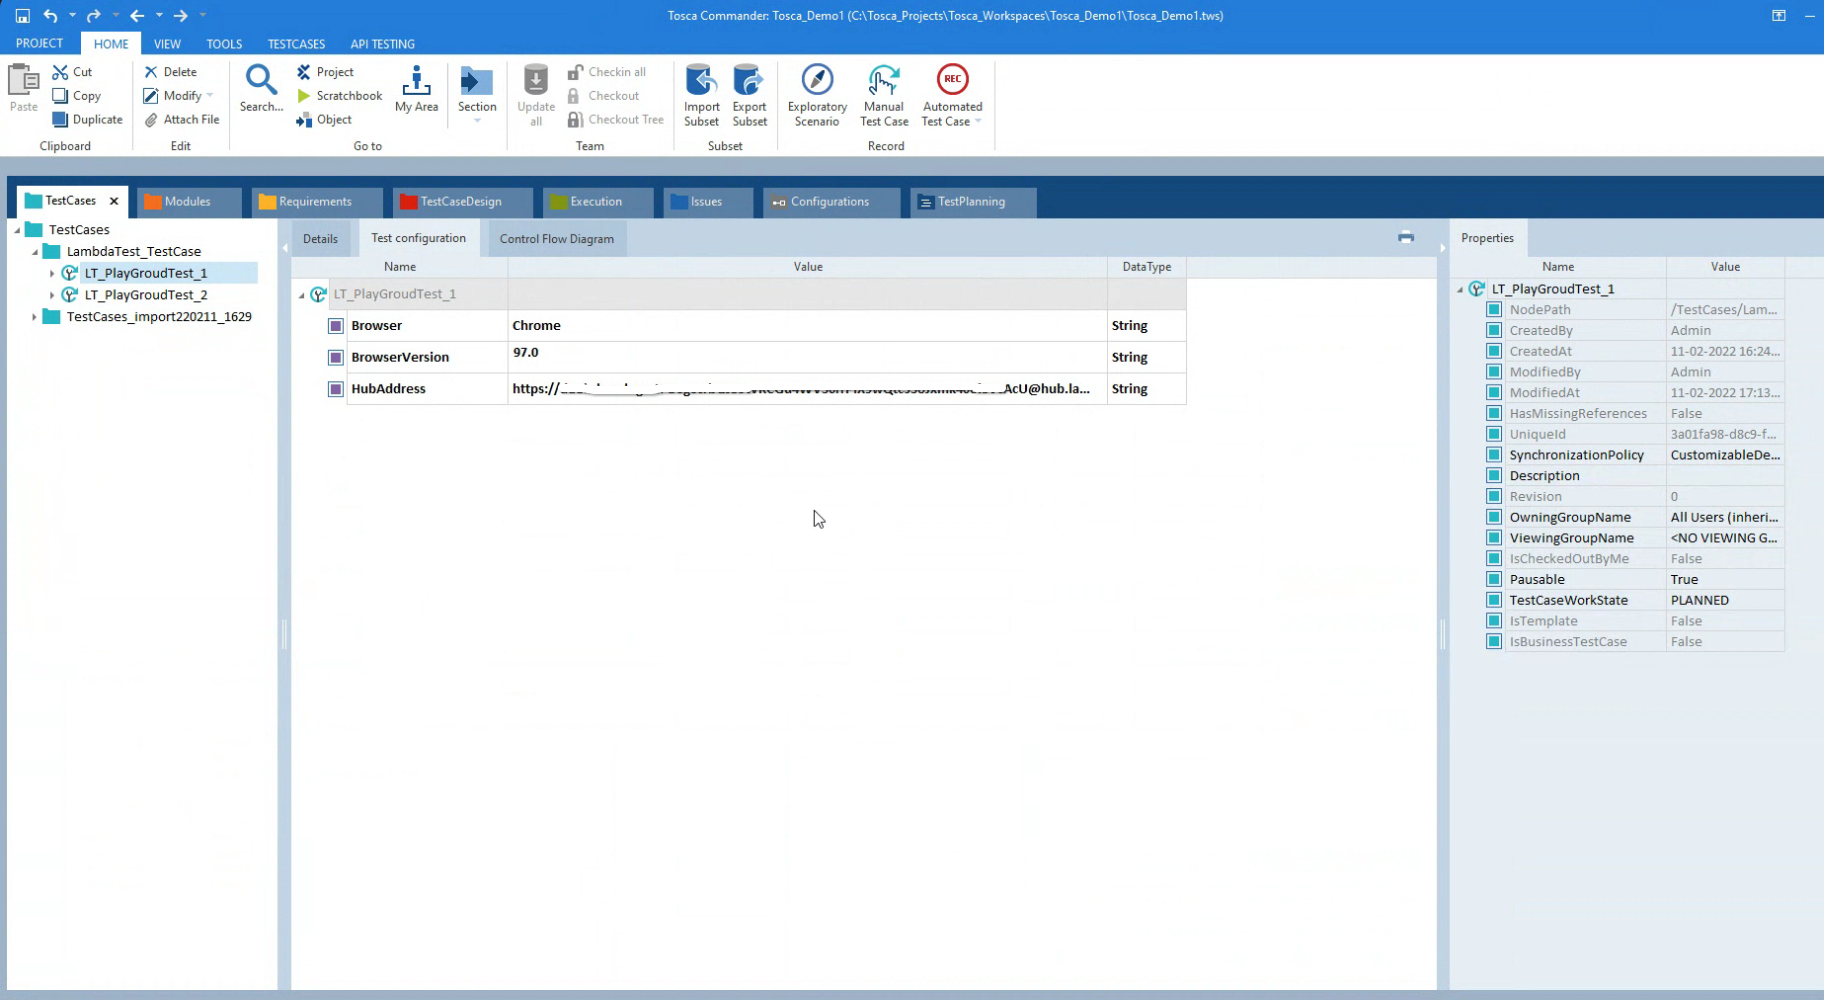 Tosca Commander: Tosca_Demo1 (C:\Tosca_Projects\Tosca_Workspaces\Tosca_Demo1\Tosca_Demo1.tws)
PROJECT HOME VIEW TOOLS TESTCASES API TESTING
Paste
Cut
Copy
Duplicate
Clipboard
Delete
Modify
Attach File
Edit
Search...
Project
Scratchbook
Object
My Area
Go to
Section
Update all
Checkin all
Checkout
Checkout Tree
Team
Import Subset
Export Subset
Subset
Exploratory Scenario
Manual Test Case
REC
Automated Test Case
Record
TestCases Modules Requirements TestCaseDesign Execution Issues Configurations TestPlanning
TestCases
LambdaTest_TestCase
LT_PlayGroudTest_1
LT_PlayGroudTest_2
TestCases_import220211_1629
Details Test configuration Control Flow Diagram
Name Value DataType
LT_PlayGroudTest_1
Browser Chrome String
BrowserVersion 97.0 String
HubAddress https:// AcU@hub.la... String
Properties
Name Value
LT_PlayGroudTest_1
NodePath /TestCases/Lam...
CreatedBy Admin
CreatedAt 11-02-2022 16:24...
ModifiedBy Admin
ModifiedAt 11-02-2022 17:13...
HasMissingReferences False
UniqueId 3a01fa98-d8c9-f...
SynchronizationPolicy CustomizableDe...
Description
Revision 0
OwningGroupName All Users (inheri...
ViewingGroupName <NO VIEWING G...
IsCheckedOutByMe False
Pausable True
TestCaseWorkState PLANNED
IsTemplate False
IsBusinessTestCase False